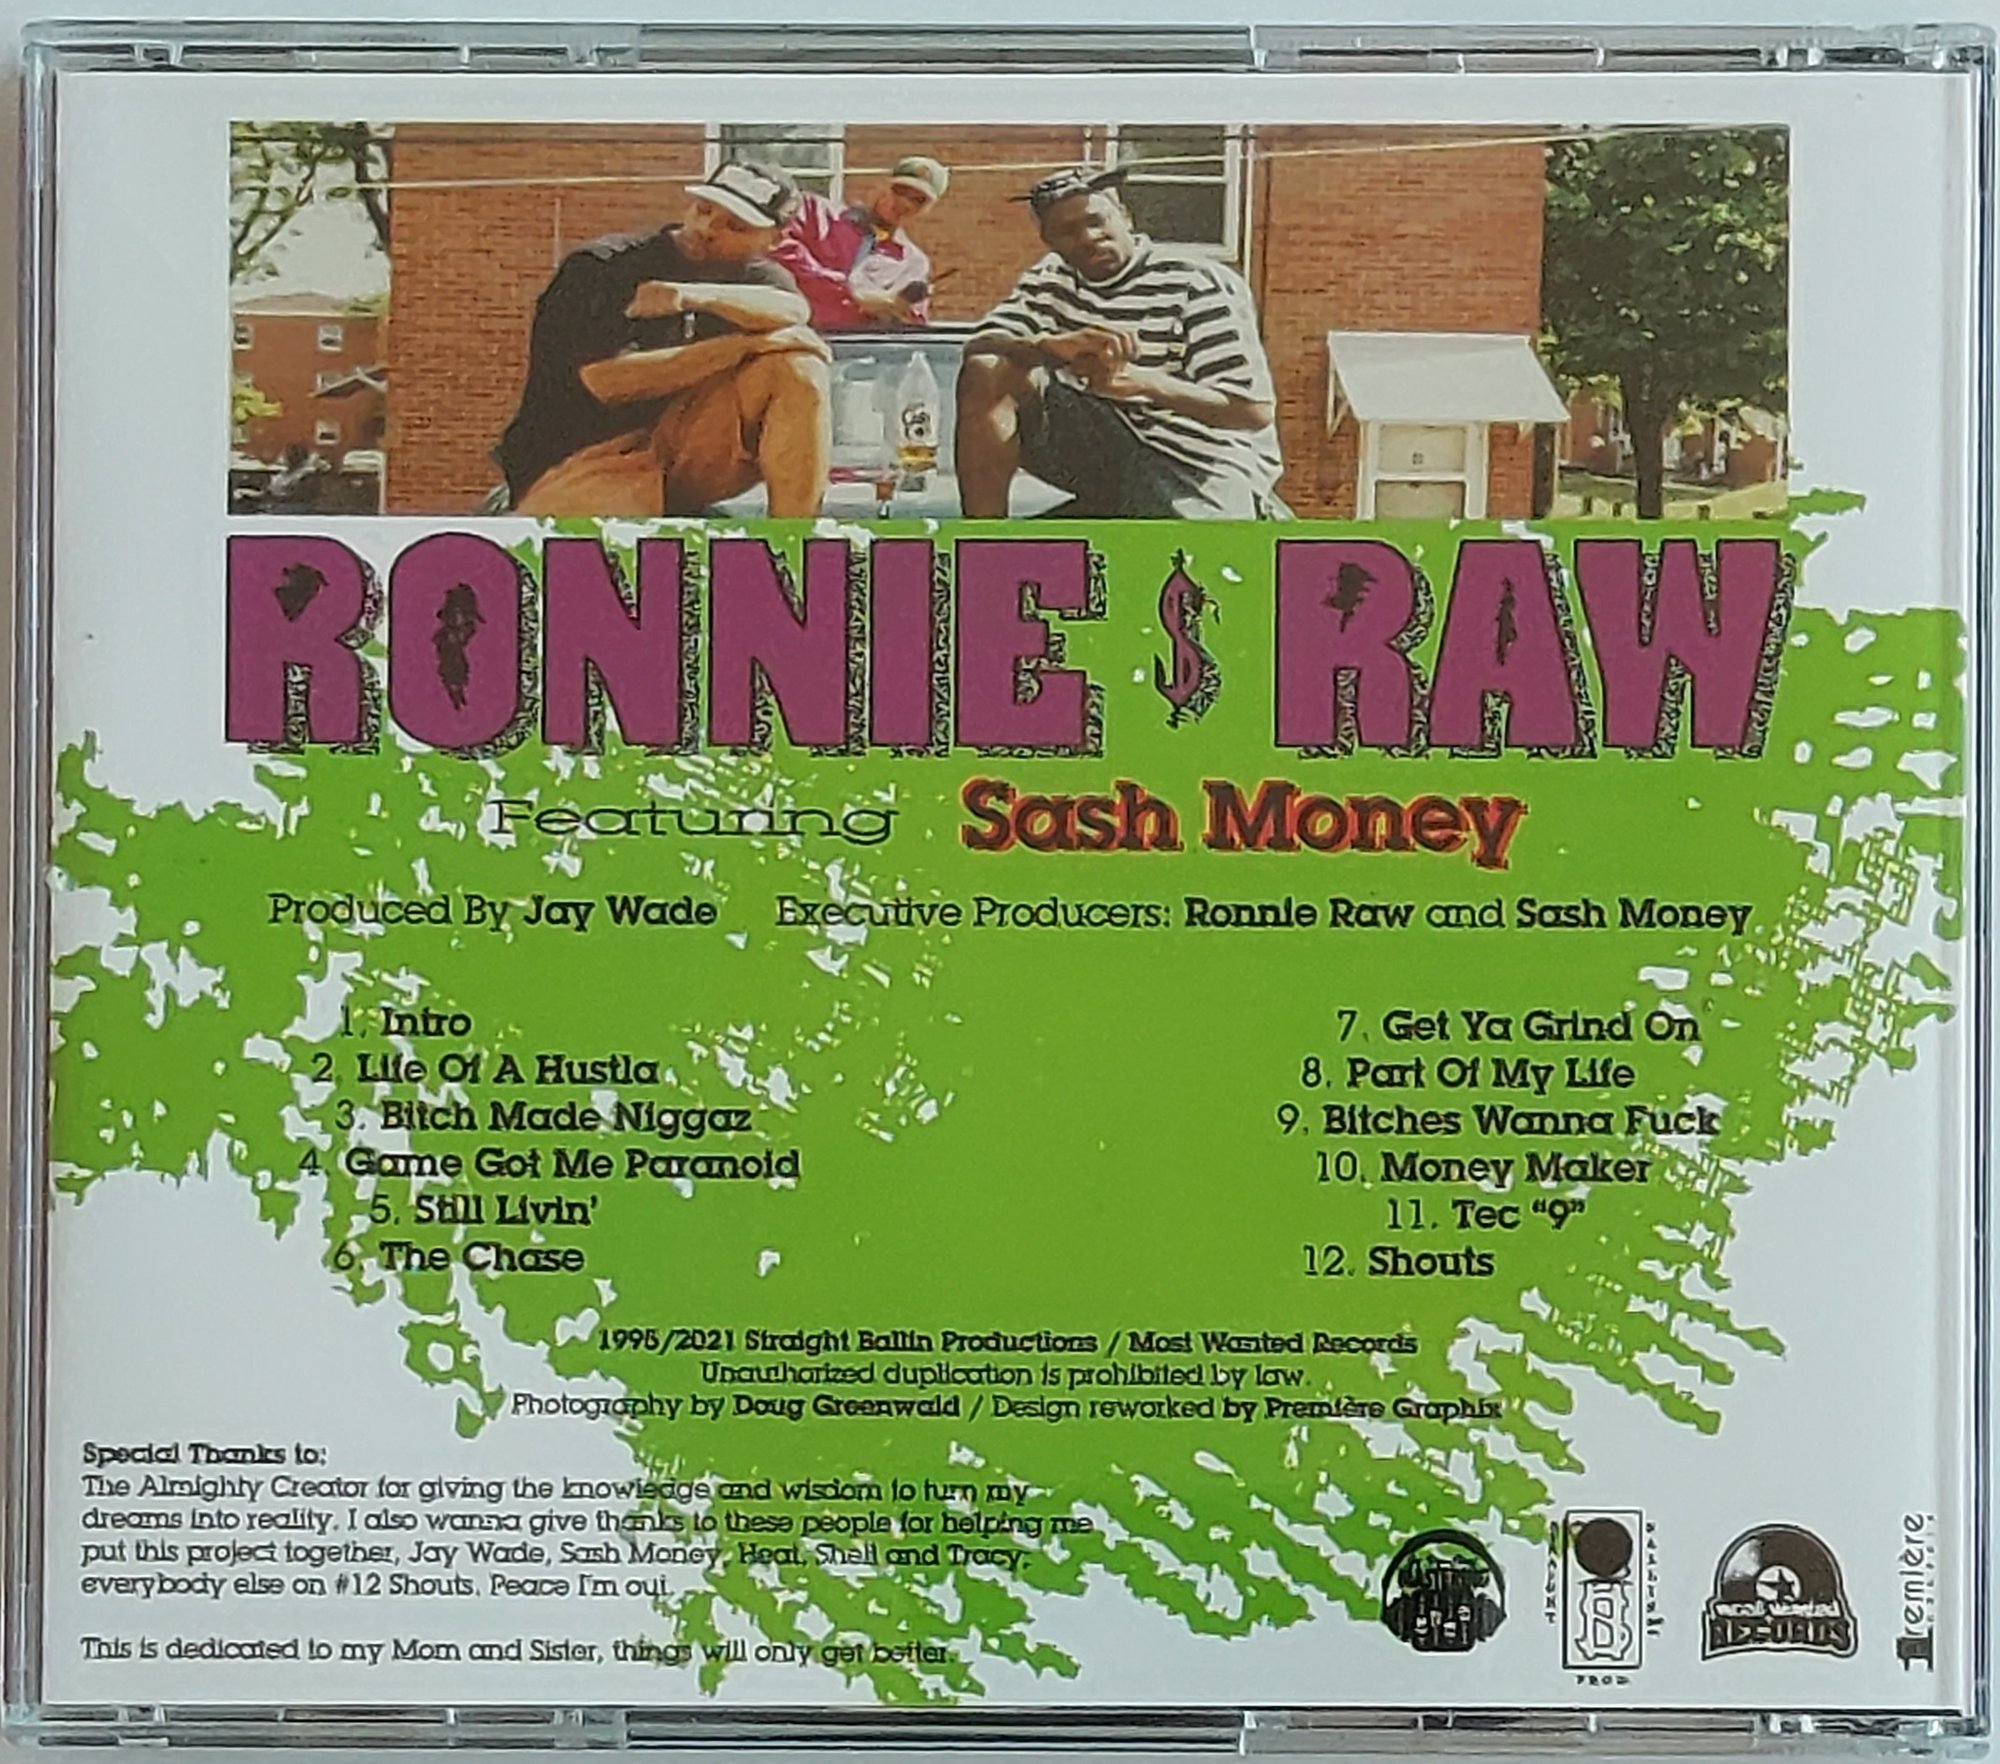 RONNIE $ RAW
Featuring Sash Money
Produced By Jay Wade Executive Producers: Ronnie Raw and Sash Money
1. Intro
2. Life Of A Hustla
3. Bitch Made Niggaz
4. Game Got Me Paranoid
5. Still Livin'
6. The Chase
7. Get Ya Grind On
8. Part Of My Life
9. Bitches Wanna Fuck
10. Money Maker
11. Tec “9”
12. Shouts
1995/2021 Straight Ballin Productions / Most Wanted Records
Unauthorized duplication is prohibited by law.
Photography by Doug Greenwald / Design reworked by Première Graphix
Special Thanks to:
The Almighty Creator for giving the knowledge and wisdom to turn my
dreams into reality. I also wanna give thanks to these people for helping me
put this project together, Jay Wade, Sash Money, Heat, Shell and Tracy,
everybody else on #12 Shouts. Peace I'm out.
This is dedicated to my Mom and Sister, things will only get better.
STRAIGHT
BALLIN
PROD
Most Wanted
RECORDS
Première